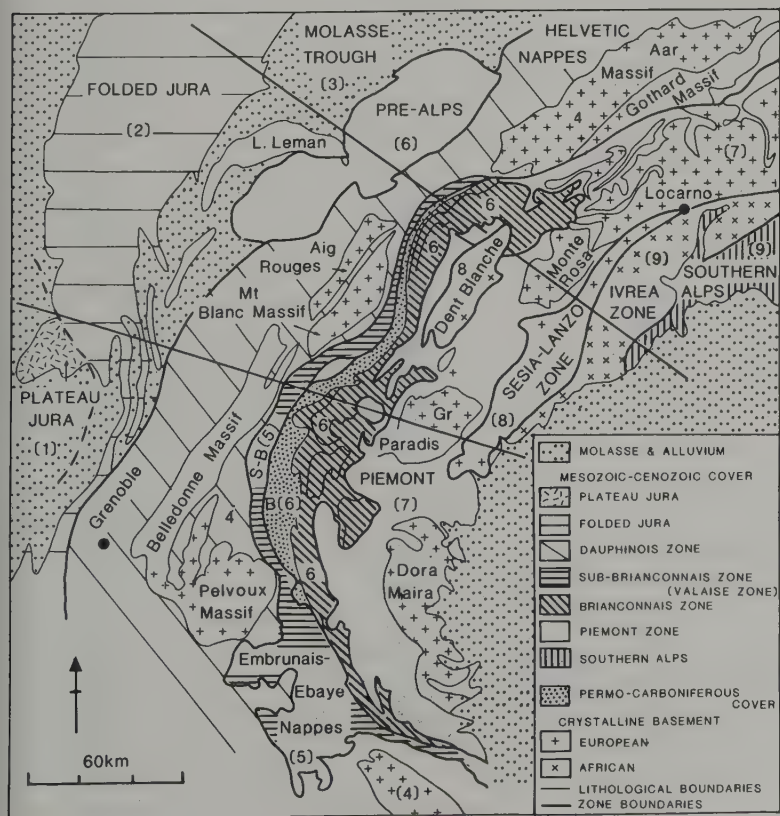 MOLASSE
TROUGH
(3)
HELVETIC
NAPPES
Aar
Massif
Gothard Massif
4
FOLDED JURA
(2)
PRE-ALPS
(6)
L. Leman
(7)
Locarno
6
6
Aig
Rouges
Mt
Blanc Massif
8
Dent Blanche
Monte
Rosa
(9)
(9)
SOUTHERN
ALPS
IVREA
ZONE
SESIA-LANZO
ZONE
(8)
PLATEAU
JURA
(1)
Grenoble
Belledonne Massif
S-B(5)
6
Gr
Paradis
B(6)
PIEMONT
(7)
4
Pelvoux
Massif
6
Dora
Maira
Embrunais-
Ebaye
Nappes
(5)
(4)
60km
MOLASSE & ALLUVIUM
MESOZOIC-CENOZOIC COVER
PLATEAU JURA
FOLDED JURA
DAUPHINOIS ZONE
SUB-BRIANCONNAIS ZONE
(VALAISE ZONE)
BRIANCONNAIS ZONE
PIEMONT ZONE
SOUTHERN ALPS
PERMO-CARBONIFEROUS
COVER
CRYSTALLINE BASEMENT
+ EUROPEAN
× AFRICAN
LITHOLOGICAL BOUNDARIES
ZONE BOUNDARIES